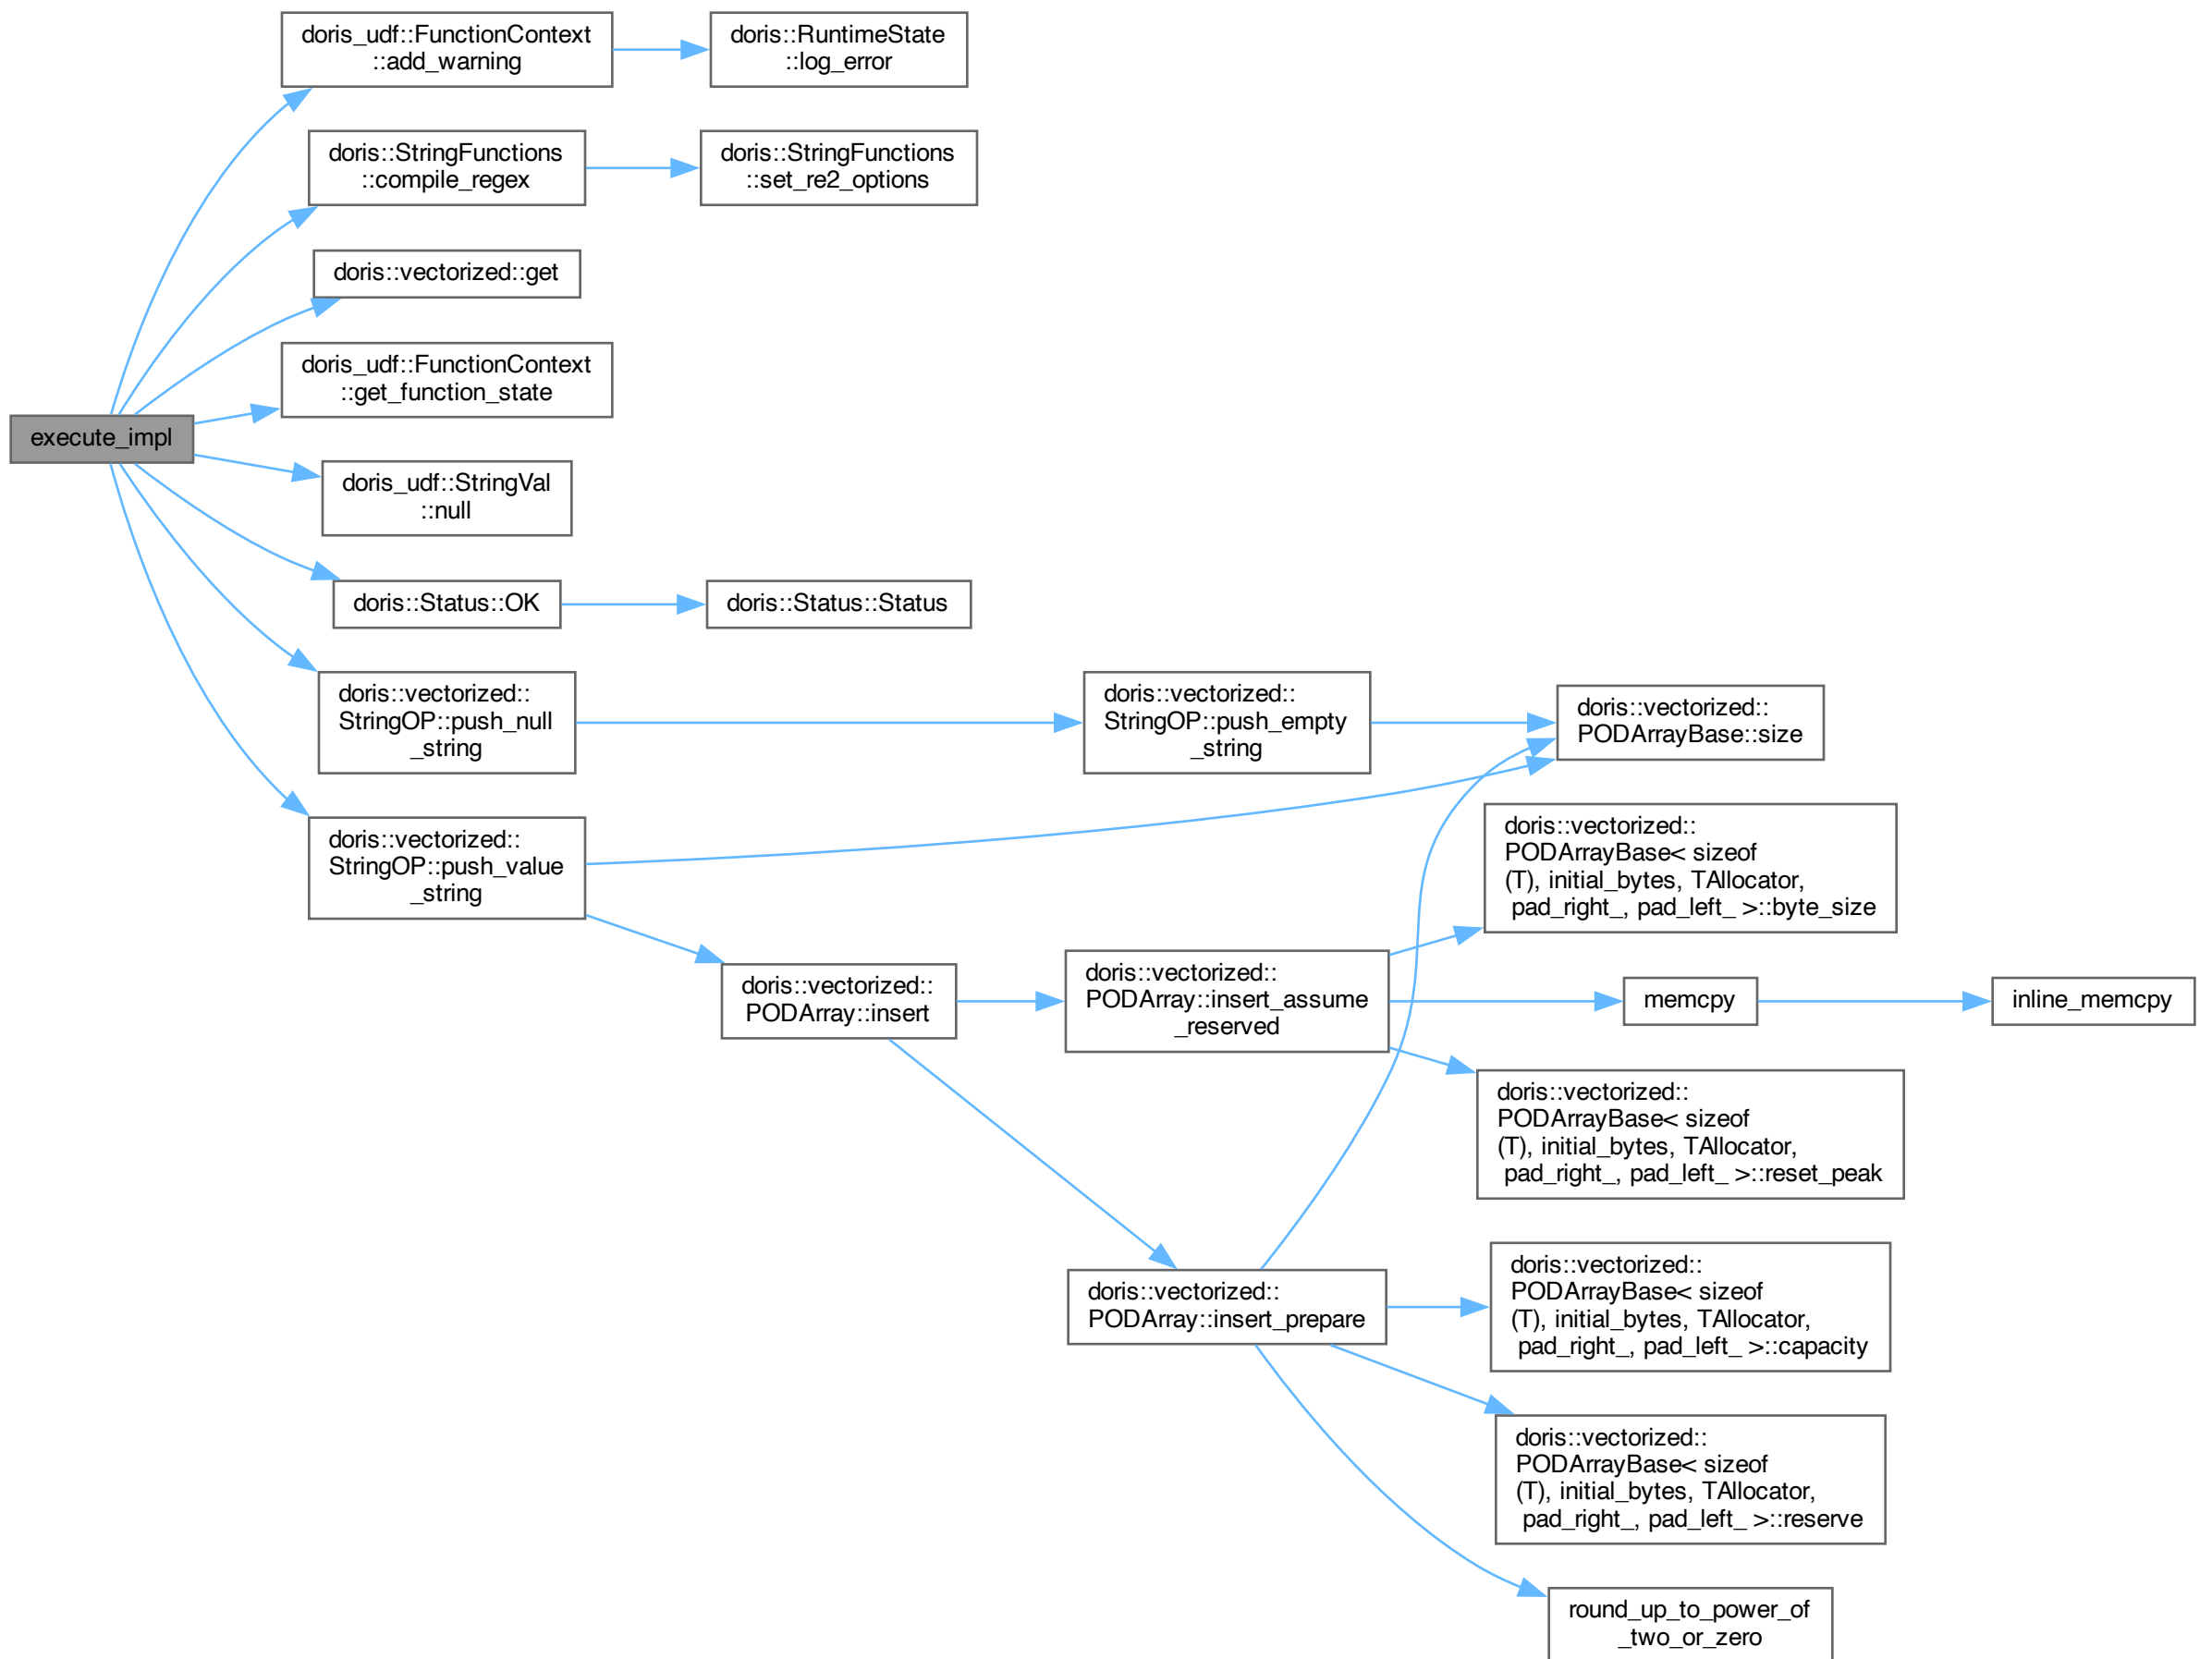 doris_udf::FunctionContext
::add_warning
doris::RuntimeState
::log_error
doris::StringFunctions
::compile_regex
doris::StringFunctions
::set_re2_options
doris::vectorized::get
doris_udf::FunctionContext
::get_function_state
execute_impl
doris_udf::StringVal
::null
doris::Status::OK
doris::Status::Status
doris::vectorized::
StringOP::push_null
_string
doris::vectorized::
StringOP::push_empty
_string
doris::vectorized::
PODArrayBase::size
doris::vectorized::
StringOP::push_value
_string
doris::vectorized::
PODArrayBase< sizeof
(T), initial_bytes, TAllocator,
pad_right_, pad_left_ >::byte_size
doris::vectorized::
PODArray::insert
doris::vectorized::
PODArray::insert_assume
_reserved
memcpy
inline_memcpy
doris::vectorized::
PODArrayBase< sizeof
(T), initial_bytes, TAllocator,
pad_right_, pad_left_ >::reset_peak
doris::vectorized::
PODArray::insert_prepare
doris::vectorized::
PODArrayBase< sizeof
(T), initial_bytes, TAllocator,
pad_right_, pad_left_ >::capacity
doris::vectorized::
PODArrayBase< sizeof
(T), initial_bytes, TAllocator,
pad_right_, pad_left_ >::reserve
round_up_to_power_of
_two_or_zero